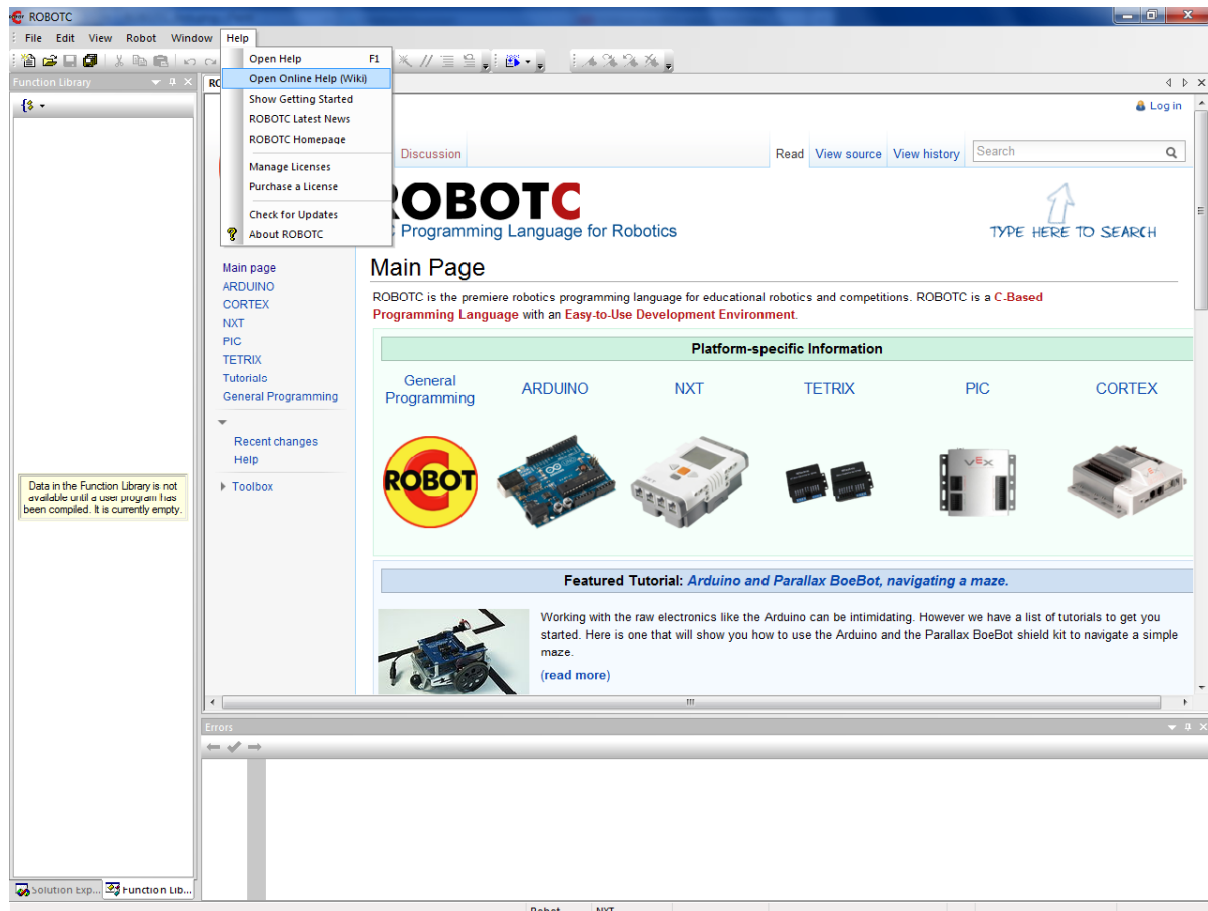 ROBOTC
File Edit View Robot Window Help
Open Help F1
Open Online Help (Wiki)
Show Getting Started
ROBOTC Latest News
ROBOTC Homepage
Manage Licenses
Purchase a License
Check for Updates
About ROBOTC
Function Library
RO
Log in
Discussion
Read View source View history Search
ROBOTC
C Programming Language for Robotics
TYPE HERE TO SEARCH
Main page
ARDUINO
CORTEX
NXT
PIC
TETRIX
Tutorials
General Programming
Recent changes
Help
Toolbox
Data in the Function Library is not
available until a user program has
been compiled. It is currently empty.
Main Page
ROBOTC is the premiere robotics programming language for educational robotics and competitions. ROBOTC is a C-Based
Programming Language with an Easy-to-Use Development Environment.
Platform-specific Information
General
Programming
ARDUINO
NXT
TETRIX
PIC
CORTEX
ROBOT
VEX
Featured Tutorial: Arduino and Parallax BoeBot, navigating a maze.
Working with the raw electronics like the Arduino can be intimidating. However we have a list of tutorials to get you
started. Here is one that will show you how to use the Arduino and the Parallax BoeBot shield kit to navigate a simple
maze.
(read more)
Errors
Solution Exp... Function Lib...
Robot NXT